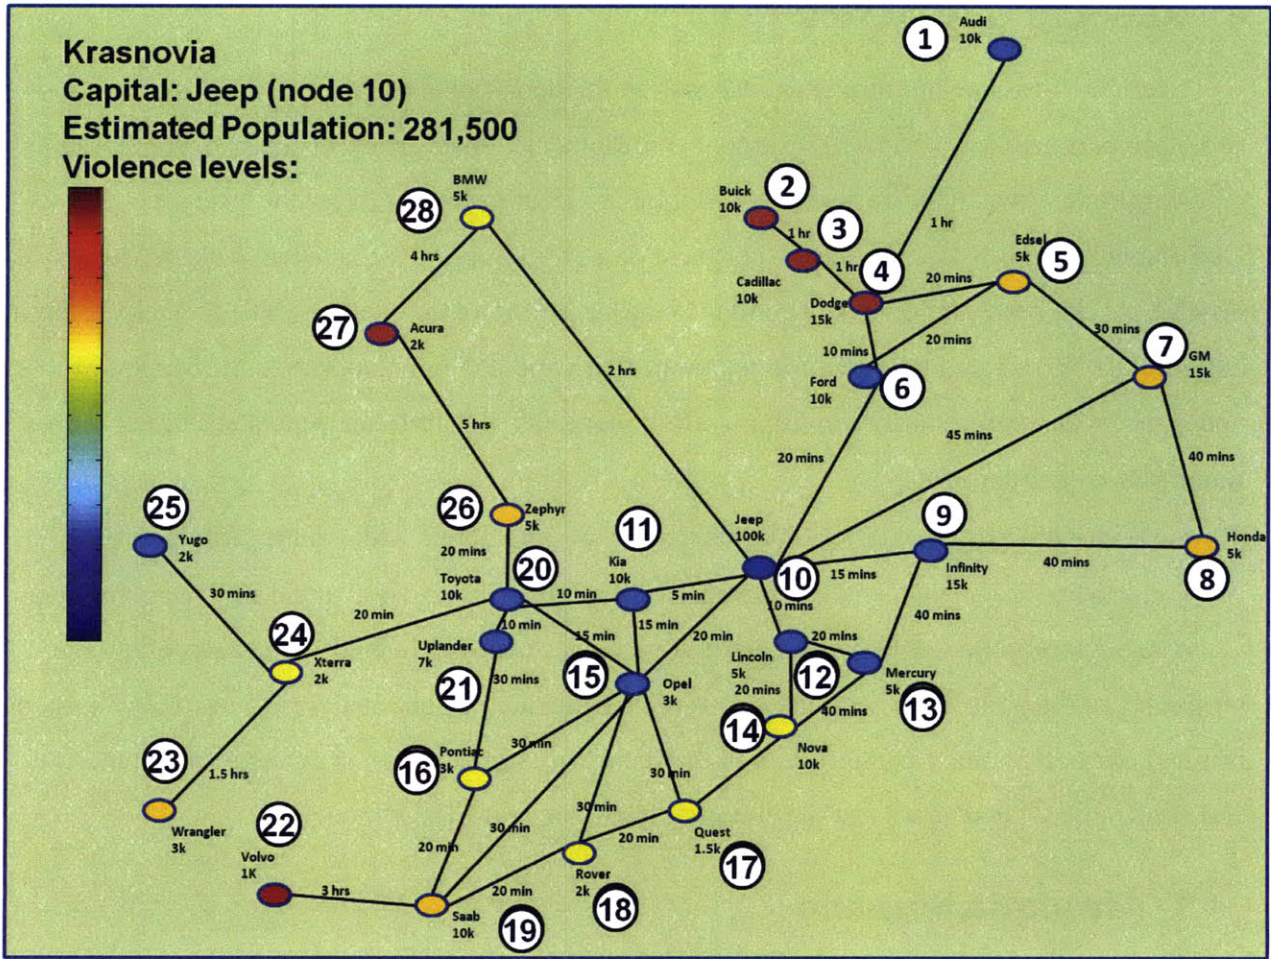 Krasnovia
Capital: Jeep (node 10)
Estimated Population: 281,500
Violence levels:
1
Audi
10k
1 hr
Buick
10k
2
1 hr
3
Cadillac
10k
1 hr
4
Dodge
15k
20 mins
Edsel
5k
5
10 mins
20 mins
30 mins
Ford
10k
6
7
GM
15k
20 mins
45 mins
40 mins
BMW
5k
28
4 hrs
27
Acura
2k
2 hrs
5 hrs
26
Zephyr
5k
20 mins
25
Yugo
2k
30 mins
11
Kia
10k
Jeep
100k
10
9
Infinity
15k
15 mins
40 mins
Honda
5k
8
Toyota
10k
20
10 min
5 min
20 min
10 min
15 min
15 min
20 min
10 mins
40 mins
24
Xterra
2k
Uplander
7k
21
30 mins
15
Opel
3k
Lincoln
5k
12
20 mins
20 mins
Mercury
5k
13
40 mins
14
Nova
10k
23
1.5 hrs
Wrangler
3k
16
Pontiac
3k
30 min
30 min
30 min
30 min
20 min
20 min
Quest
1.5k
17
22
Volvo
1K
3 hrs
Saab
10k
19
20 min
Rover
2k
18